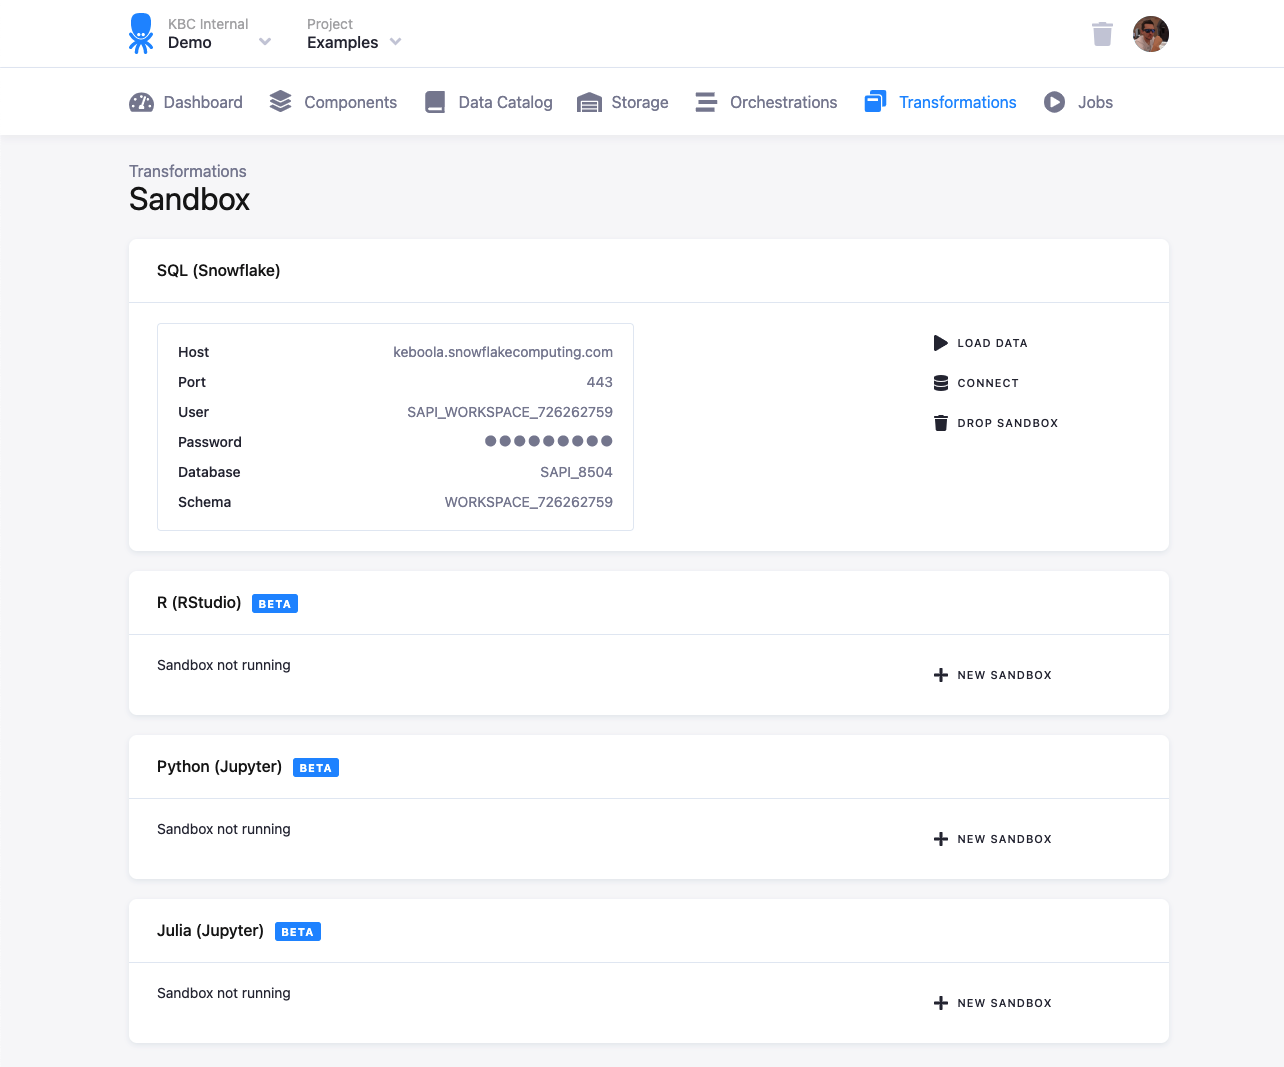 KBC Internal
Demo
Project
Examples
Dashboard
Components
Data Catalog
Storage
Orchestrations
Transformations
Jobs
Transformations
Sandbox
SQL (Snowflake)
Host keboola.snowflakecomputing.com
Port 443
User SAPI_WORKSPACE_726262759
Password ●●●●●●●●●
Database SAPI_8504
Schema WORKSPACE_726262759
LOAD DATA
CONNECT
DROP SANDBOX
R (RStudio) BETA
Sandbox not running
NEW SANDBOX
Python (Jupyter) BETA
Sandbox not running
NEW SANDBOX
Julia (Jupyter) BETA
Sandbox not running
NEW SANDBOX